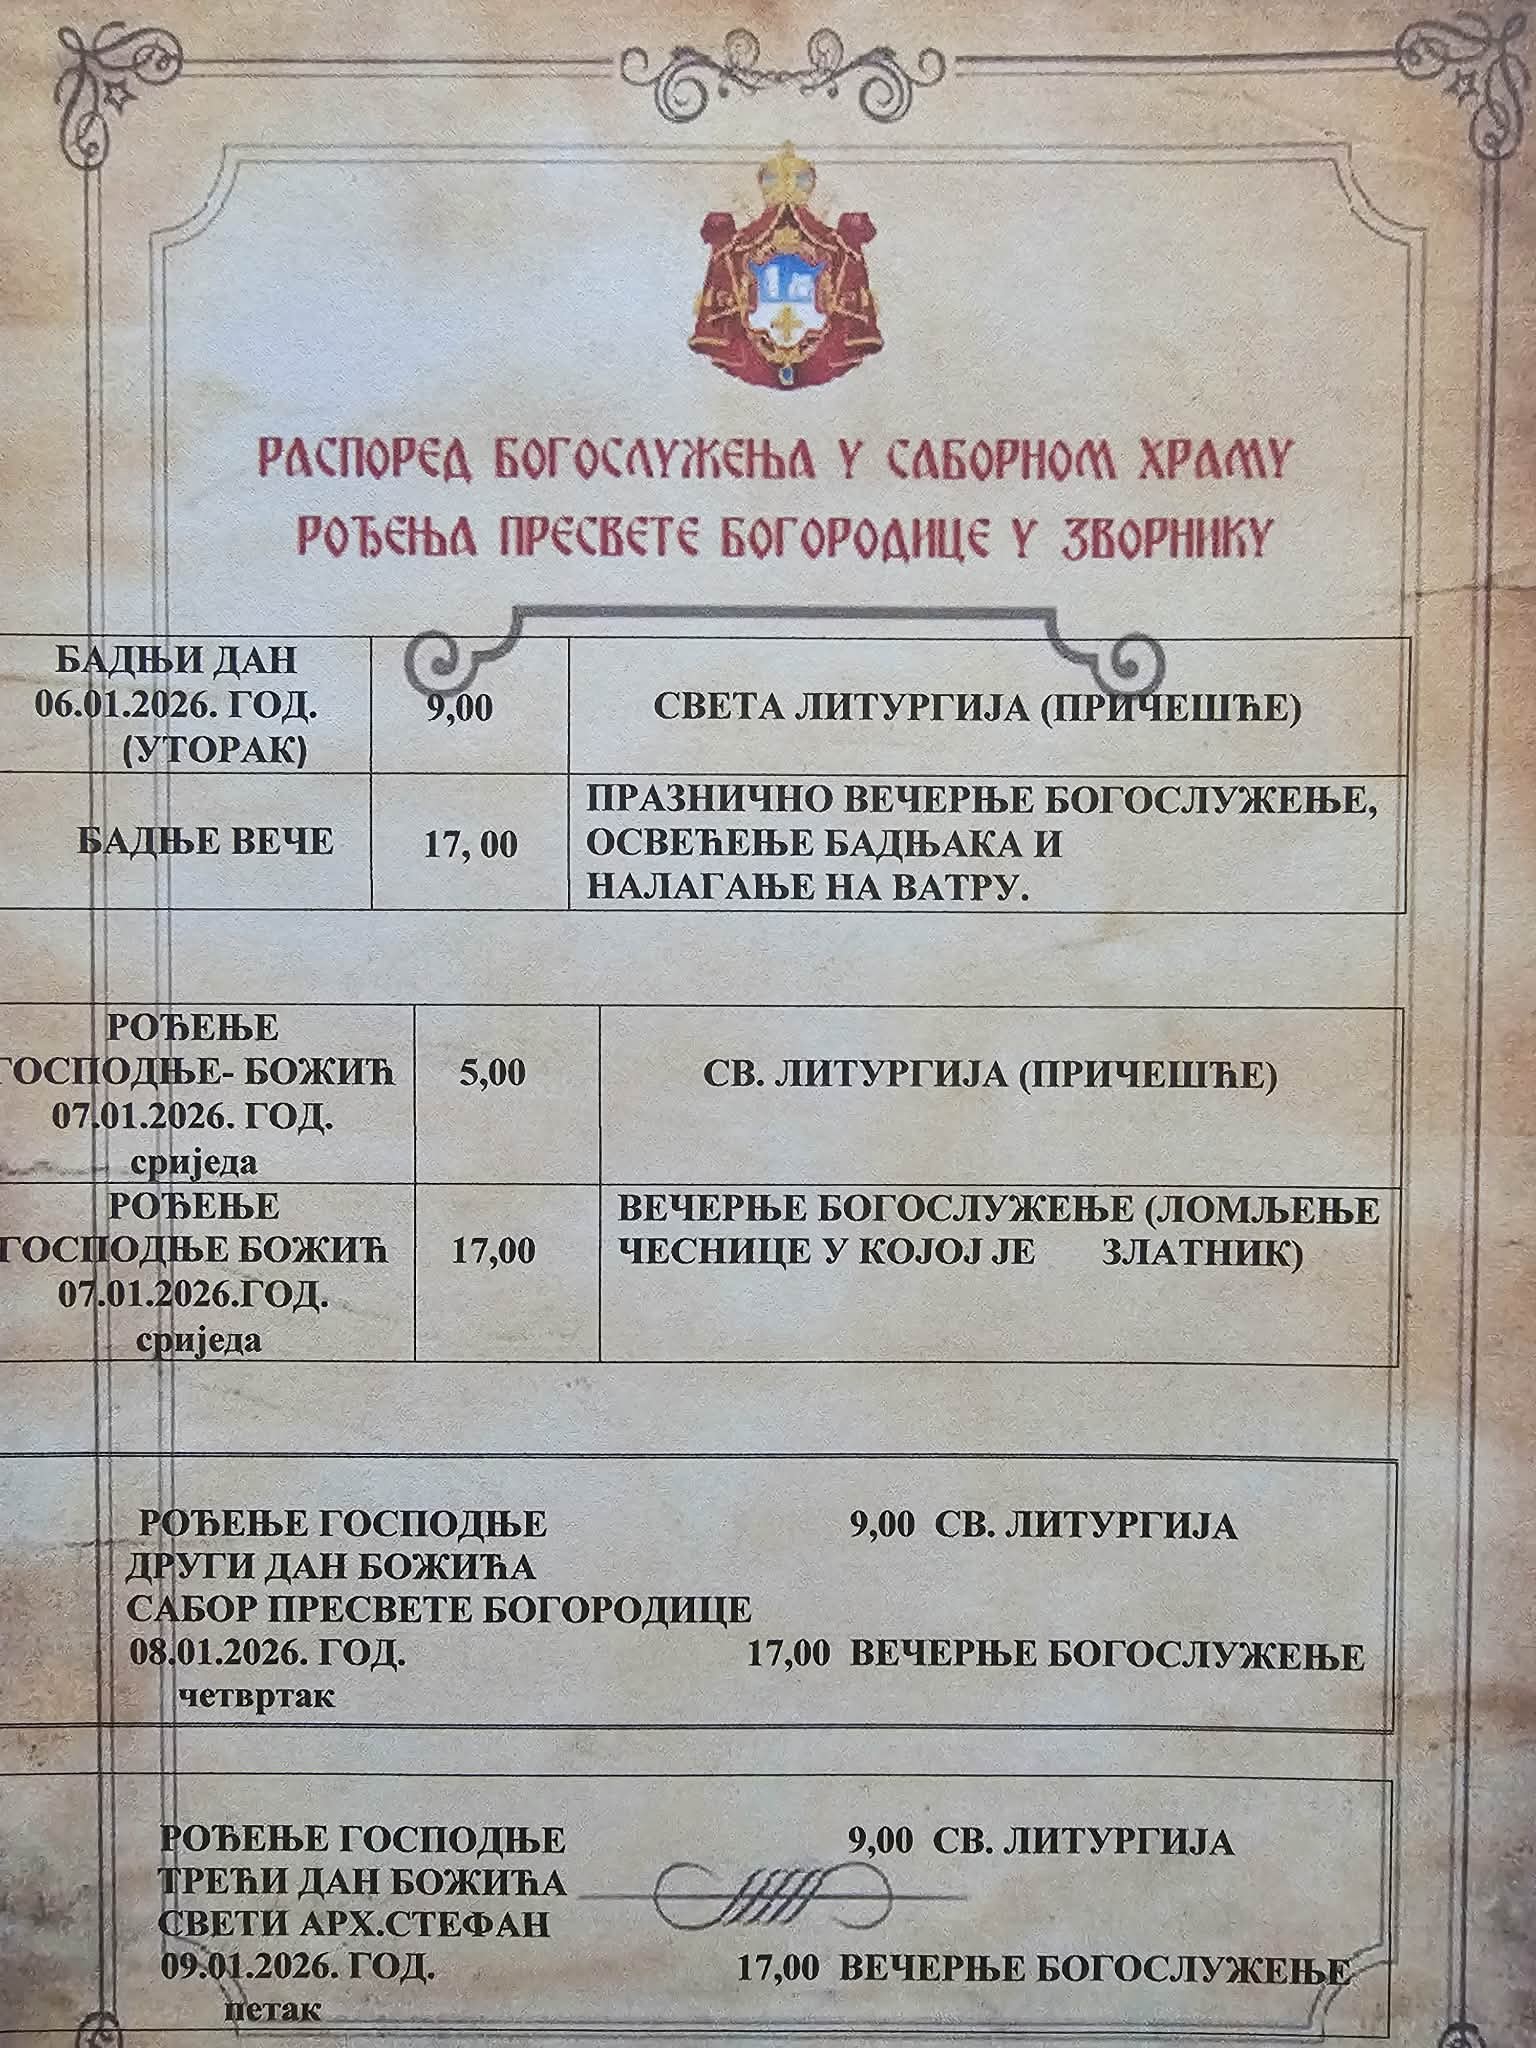 РАСПОРЕД БОГОСЛУЖЕЊА У САБОРНОМ ХРАМУ
РОЂЕЊА ПРЕСВЕТЕ БОГОРОДИЦЕ У ЗВОРНИКУ
БАДЊИ ДАН
06.01.2026. ГОД.
(УТОРАК)
9,00
СВЕТА ЛИТУРГИЈА (ПРИЧЕШЋЕ)
БАДЊЕ ВЕЧЕ
17, 00
ПРАЗНИЧНО ВЕЧЕРЊЕ БОГОСЛУЖЕЊЕ,
ОСВЕЋЕЊЕ БАДЊАКА И
НАЛАГАЊЕ НА ВАТРУ.
РОЂЕЊЕ
ГОСПОДЊЕ- БОЖИЋ
07.01.2026. ГОД.
сриједа
5,00
СВ. ЛИТУРГИЈА (ПРИЧЕШЋЕ)
РОЂЕЊЕ
ГОСПОДЊЕ БОЖИЋ
07.01.2026.ГОД.
сриједа
17,00
ВЕЧЕРЊЕ БОГОСЛУЖЕЊЕ (ЛОМЉЕЊЕ
ЧЕСНИЦЕ У КОЈОЈ ЈЕ ЗЛАТНИК)
РОЂЕЊЕ ГОСПОДЊЕ 9,00 СВ. ЛИТУРГИЈА
ДРУГИ ДАН БОЖИЋА
САБОР ПРЕСВЕТЕ БОГОРОДИЦЕ
08.01.2026. ГОД. 17,00 ВЕЧЕРЊЕ БОГОСЛУЖЕЊЕ
четвртак
РОЂЕЊЕ ГОСПОДЊЕ 9,00 СВ. ЛИТУРГИЈА
ТРЕЋИ ДАН БОЖИЋА
СВЕТИ АРХ.СТЕФАН
09.01.2026. ГОД. 17,00 ВЕЧЕРЊЕ БОГОСЛУЖЕЊЕ
петак